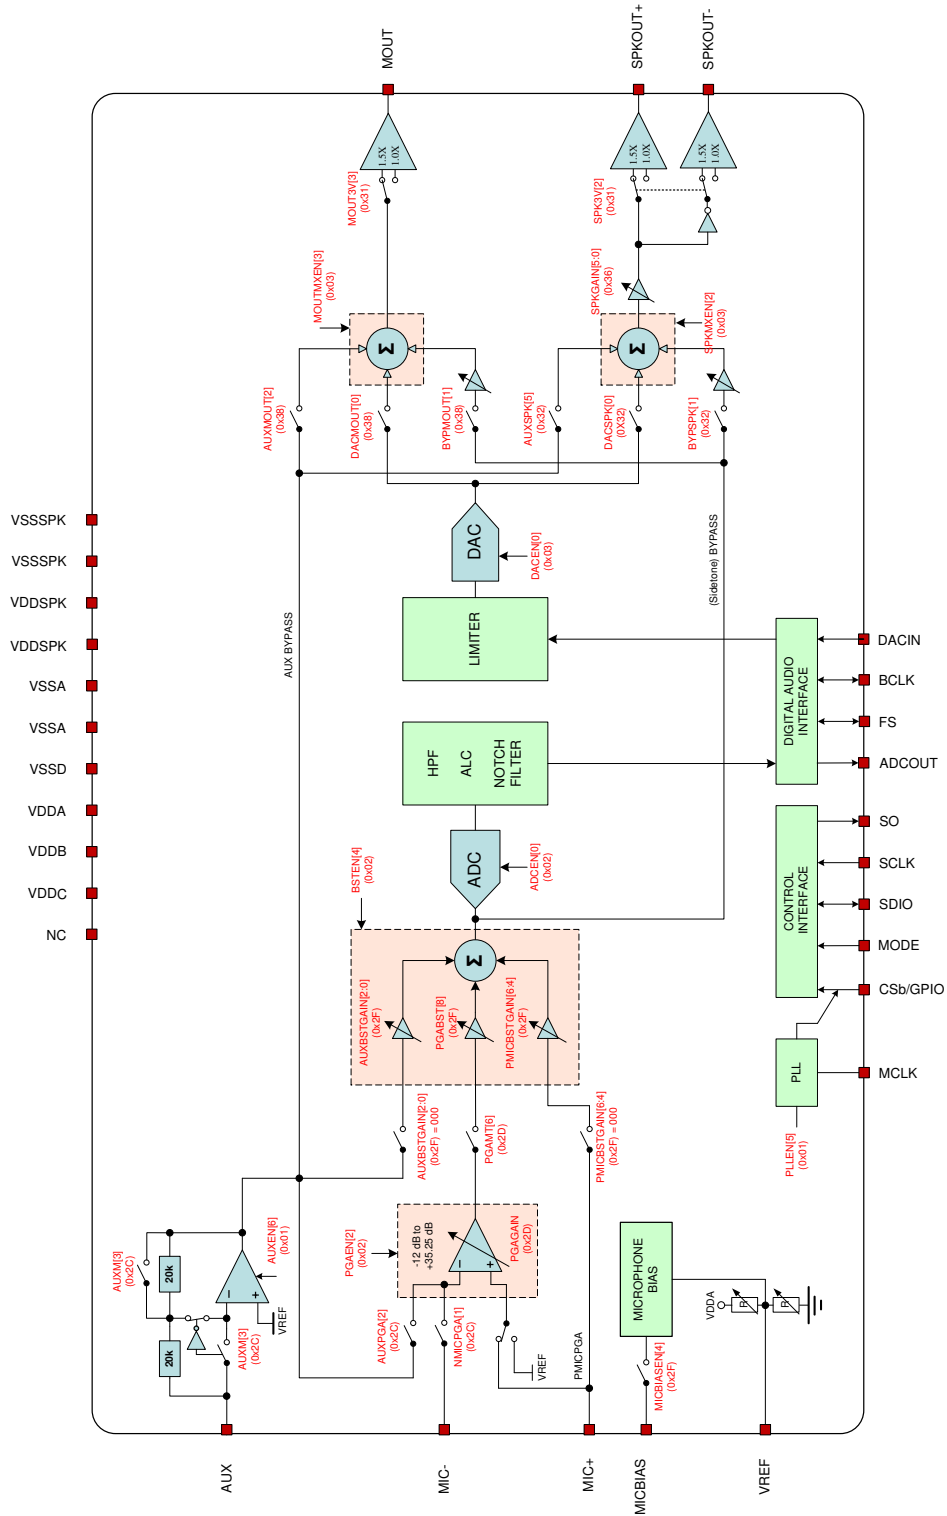 MOUT
SPKOUT+
SPKOUT-
1.5X
1.0X
1.5X
1.0X
1.5X
1.0X
MOUT3V[3]
(0x31)
SPK3V[2]
(0x31)
MOUTMXEN[3]
(0x03)
SPKGAIN[5:0]
(0x36)
SPKMXEN[2]
(0x03)
Σ
Σ
AUXMOUT[2]
(0x38)
DACMOUT[0]
(0x38)
BYPMOUT[1]
(0x38)
AUXSPK[5]
(0x32)
DACSPK[0]
(0X32)
BYPSPK[1]
(0x32)
VSSSPK
VSSSPK
VDDSPK
VDDSPK
VSSA
VSSA
VSSD
VDDA
VDDB
VDDC
NC
DAC
DACEN[0]
(0x03)
AUX BYPASS
(Sidetone) BYPASS
LIMITER
DIGITAL AUDIO
INTERFACE
DACIN
BCLK
FS
ADCOUT
HPF
ALC
NOTCH
FILTER
ADC
ADCEN[0]
(0x02)
BSTEN[4]
(0x02)
CONTROL
INTERFACE
SO
SCLK
SDIO
MODE
CSb/GPIO
Σ
AUXBSTGAIN[2:0]
(0x2F)
PGABST[8]
(0x2F)
PMICBSTGAIN[6:4]
(0x2F)
PLL
MCLK
PLLEN[5]
(0x01)
AUXBSTGAIN[2:0]
(0x2F) = 000
PGAMT[6]
(0x2D)
PMICBSTGAIN[6:4]
(0x2F) = 000
AUXM[3]
(0x2C)
20k
20k
AUXEN[6]
(0x01)
VREF
AUXM[3]
(0x2C)
PGAEN[2]
(0x02)
-12 dB to
+35.25 dB
PGAGAIN
(0x2D)
AUXPGA[2]
(0x2C)
NMICPGA[1]
(0x2C)
VREF
PMICPGA
MICROPHONE
BIAS
MICBIASEN[4]
(0x2F)
VDDA
R
R
AUX
MIC-
MIC+
MICBIAS
VREF